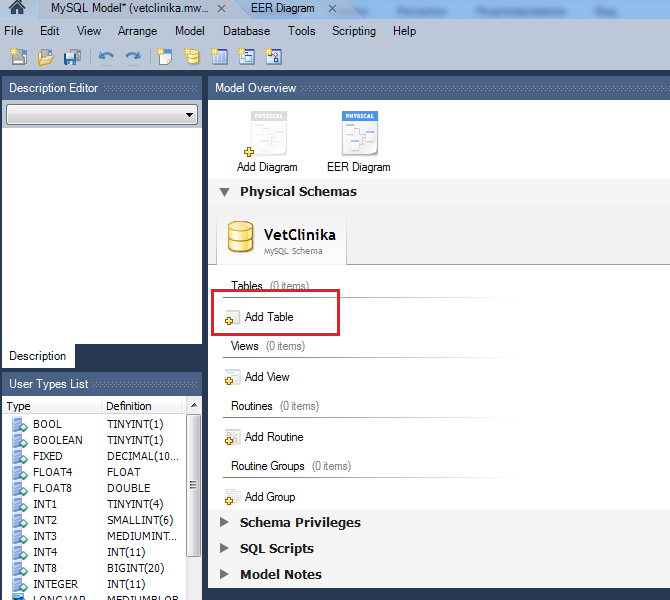 MySQL Model* (vetclinika.mw... × EER Diagram ×
File Edit View Arrange Model Database Tools Scripting Help
Description Editor
Model Overview
PHYSICAL PHYSICAL
Add Diagram EER Diagram
Physical Schemas
VetClinika
MySQL Schema
Tables (0 items)
Add Table
Views (0 items)
Add View
Routines (0 items)
Add Routine
Routine Groups (0 items)
Add Group
Schema Privileges
SQL Scripts
Model Notes
Description
User Types List
Type Definition
BOOL TINYINT(1)
BOOLEAN TINYINT(1)
FIXED DECIMAL(10...
FLOAT4 FLOAT
FLOAT8 DOUBLE
INT1 TINYINT(4)
INT2 SMALLINT(6)
INT3 MEDIUMINT...
INT4 INT(11)
INT8 BIGINT(20)
INTEGER INT(11)
LONG VAR... MEDIUMBLOB